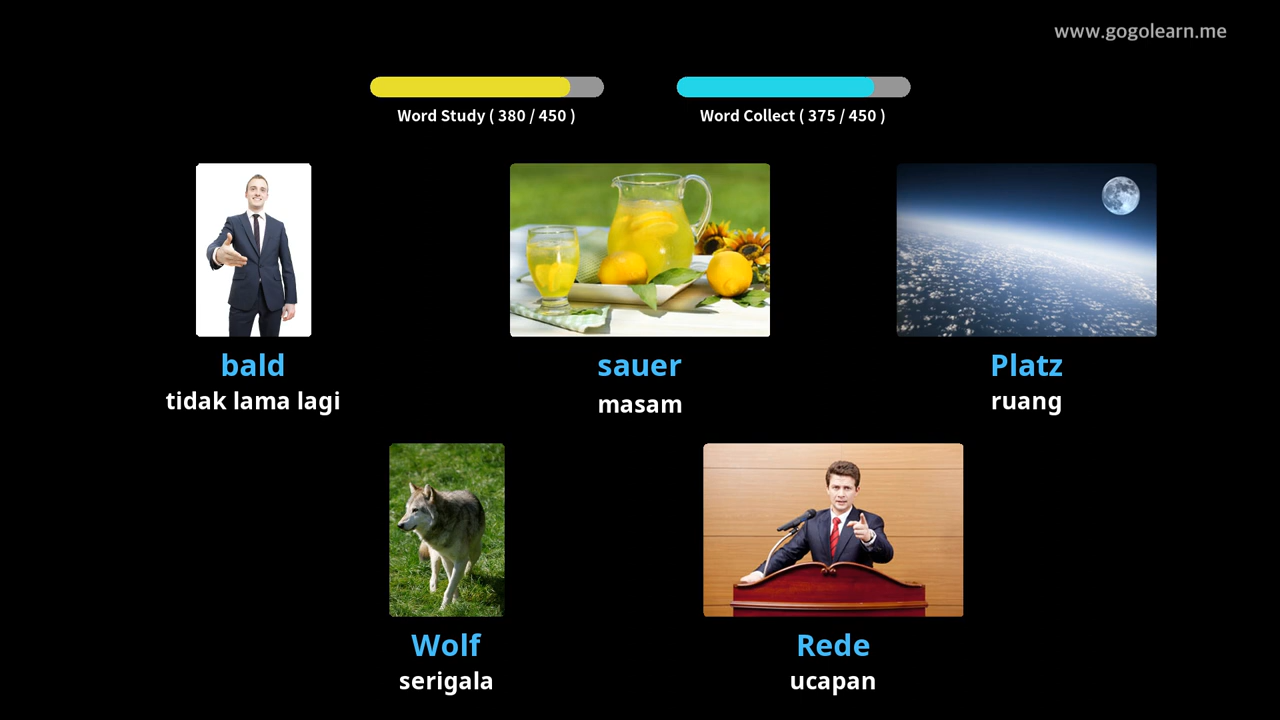 www.gogolearn.me
Word Study ( 380 / 450 )
Word Collect ( 375 / 450 )
bald
tidak lama lagi
sauer
masam
Platz
ruang
Wolf
serigala
Rede
ucapan